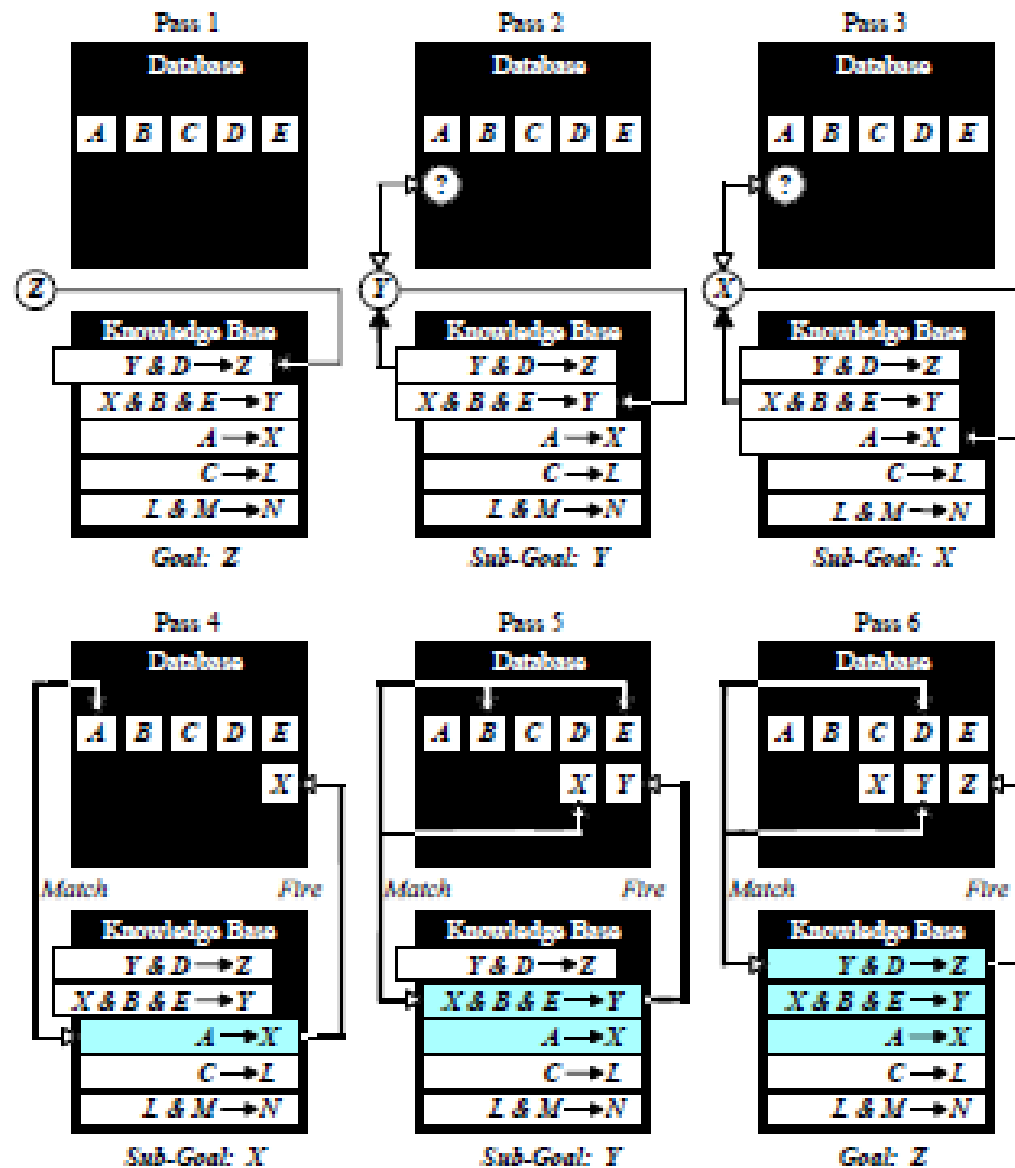 Pass 1
Database
A B C D E
Z
Knowledge Base
Y & D → Z
X & B & E → Y
A → X
C → L
L & M → N
Goal: Z
Pass 2
Database
A B C D E
?
Y
Knowledge Base
Y & D → Z
X & B & E → Y
A → X
C → L
L & M → N
Sub-Goal: Y
Pass 3
Database
A B C D E
?
X
Knowledge Base
Y & D → Z
X & B & E → Y
A → X
C → L
L & M → N
Sub-Goal: X
Pass 4
Database
A B C D E
X
Match Fire
Knowledge Base
Y & D → Z
X & B & E → Y
A → X
C → L
L & M → N
Sub-Goal: X
Pass 5
Database
A B C D E
X Y
Match Fire
Knowledge Base
Y & D → Z
X & B & E → Y
A → X
C → L
L & M → N
Sub-Goal: Y
Pass 6
Database
A B C D E
X Y Z
Match Fire
Knowledge Base
Y & D → Z
X & B & E → Y
A → X
C → L
L & M → N
Goal: Z